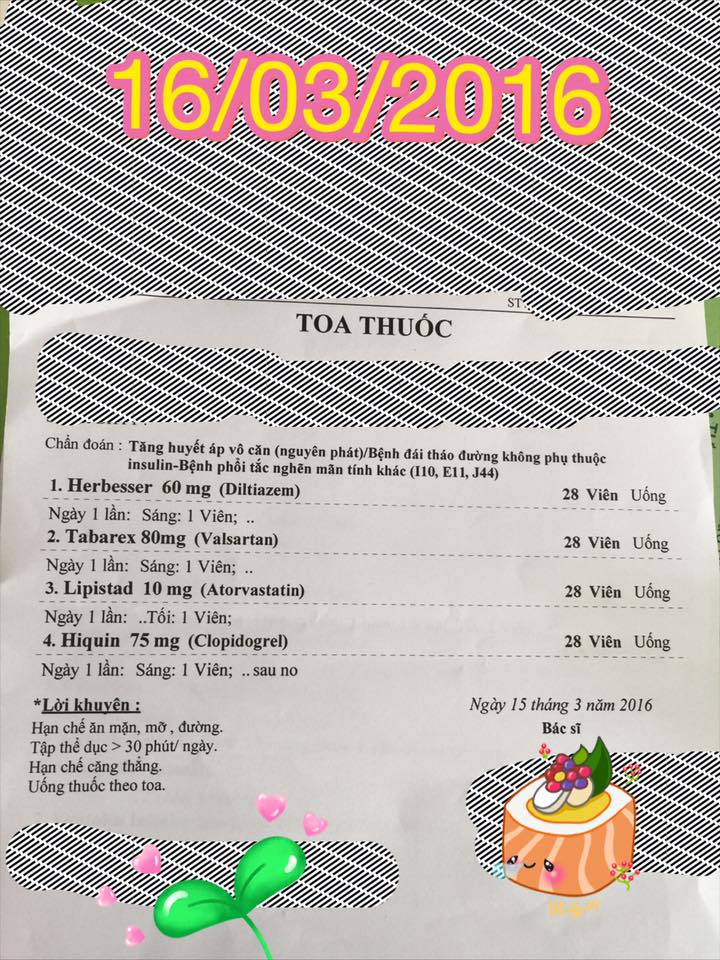 16/03/2016
ST
TOA THUỐC
Chẩn đoán : Tăng huyết áp vô căn (nguyên phát)/Bệnh đái tháo đường không phụ thuộc
insulin-Bệnh phổi tắc nghẽn mãn tính khác (I10, E11, J44)
1. Herbesser 60 mg (Diltiazem) 28 Viên Uống
Ngày 1 lần: Sáng: 1 Viên; ..
2. Tabarex 80mg (Valsartan) 28 Viên Uống
Ngày 1 lần: Sáng: 1 Viên; ..
3. Lipistad 10 mg (Atorvastatin) 28 Viên Uống
Ngày 1 lần: ..Tối: 1 Viên;
4. Hiquin 75 mg (Clopidogrel) 28 Viên Uống
Ngày 1 lần: Sáng: 1 Viên; ..sau no
*Lời khuyên :
Hạn chế ăn mặn, mỡ , đường.
Tập thể dục > 30 phút/ ngày.
Hạn chế căng thẳng.
Uống thuốc theo toa.
Ngày 15 tháng 3 năm 2016
Bác sĩ